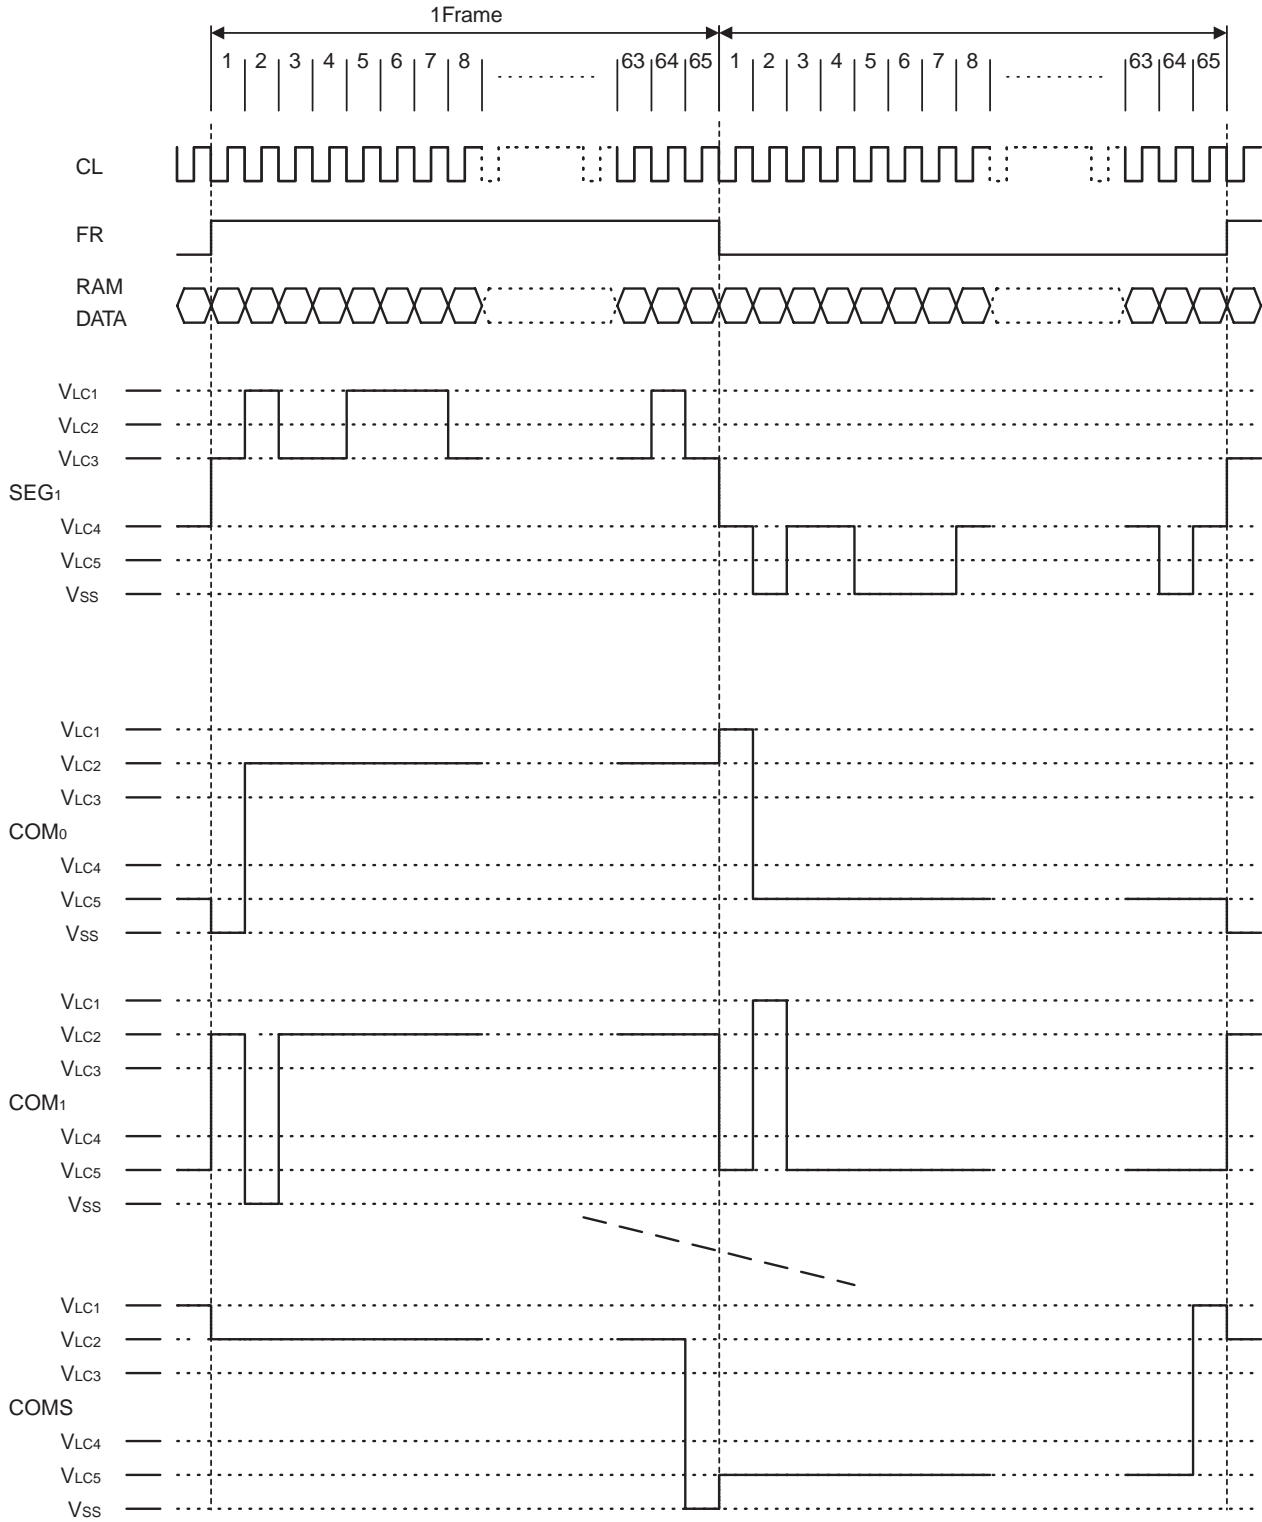 1Frame
1 2 3 4 5 6 7 8 63 64 65 1 2 3 4 5 6 7 8 63 64 65
CL
FR
RAM
DATA
VLC1
VLC2
VLC3
SEG1
VLC4
VLC5
VSS
VLC1
VLC2
VLC3
COM0
VLC4
VLC5
VSS
VLC1
VLC2
VLC3
COM1
VLC4
VLC5
VSS
VLC1
VLC2
VLC3
COMS
VLC4
VLC5
VSS